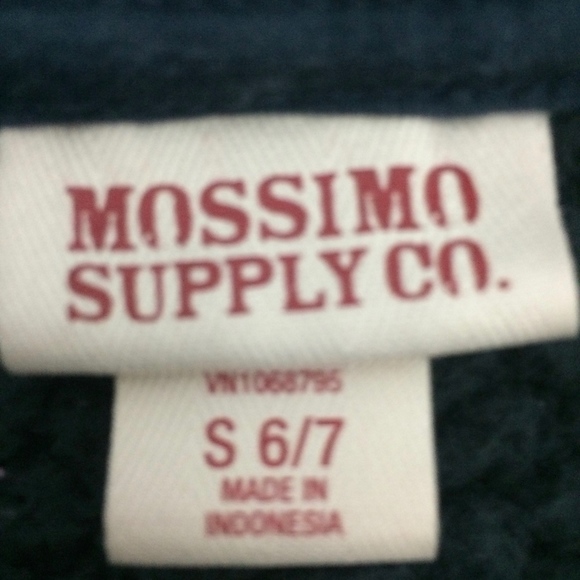 MOSSIMO
SUPPLY CO.
VN1068795
S 6/7
MADE IN
INDONESIA